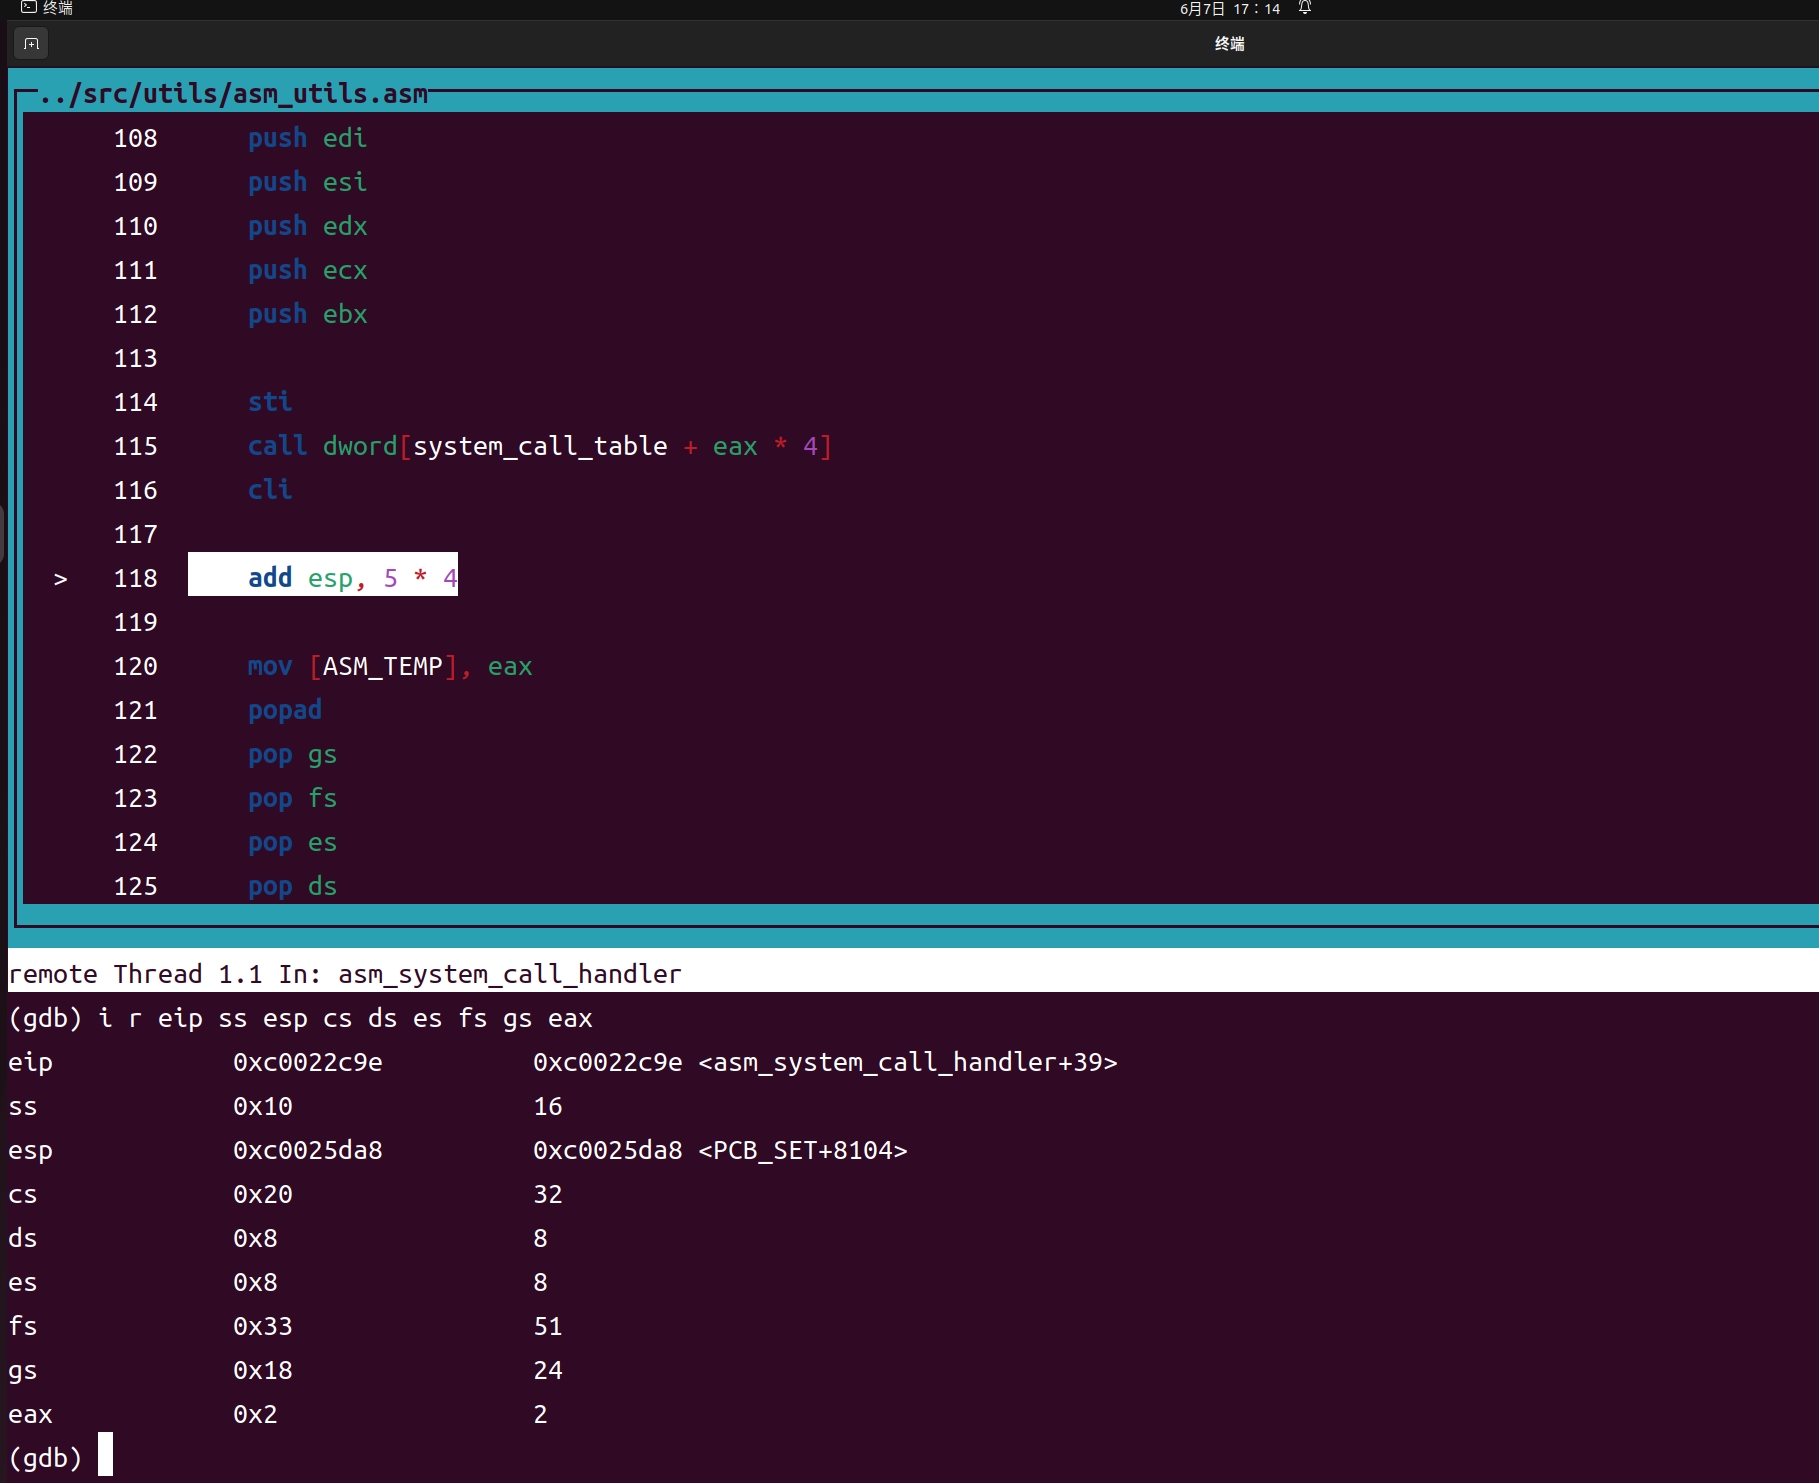 终端
6月7日 17：14
终端
../src/utils/asm_utils.asm
108 push edi
109 push esi
110 push edx
111 push ecx
112 push ebx
113
114 sti
115 call dword[system_call_table + eax * 4]
116 cli
117
> 118 add esp, 5 * 4
119
120 mov [ASM_TEMP], eax
121 popad
122 pop gs
123 pop fs
124 pop es
125 pop ds
remote Thread 1.1 In: asm_system_call_handler
(gdb) i r eip ss esp cs ds es fs gs eax
eip 0xc0022c9e 0xc0022c9e <asm_system_call_handler+39>
ss 0x10 16
esp 0xc0025da8 0xc0025da8 <PCB_SET+8104>
cs 0x20 32
ds 0x8 8
es 0x8 8
fs 0x33 51
gs 0x18 24
eax 0x2 2
(gdb)